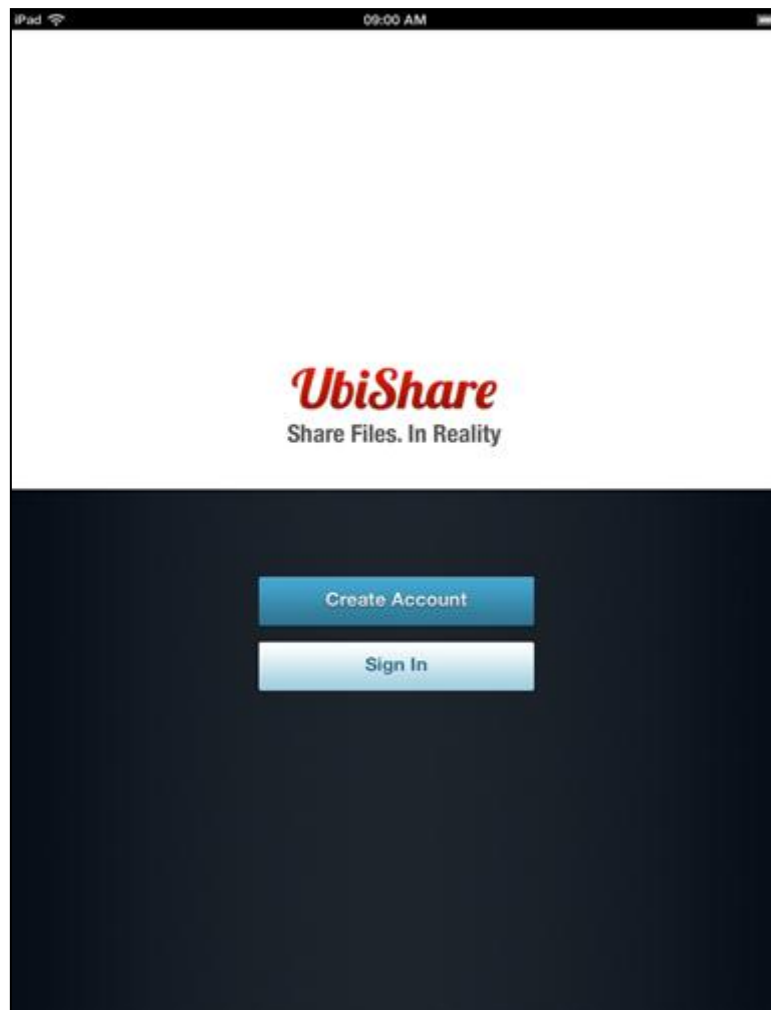 iPad 09:00 AM
UbiShare
Share Files. In Reality
Create Account
Sign In